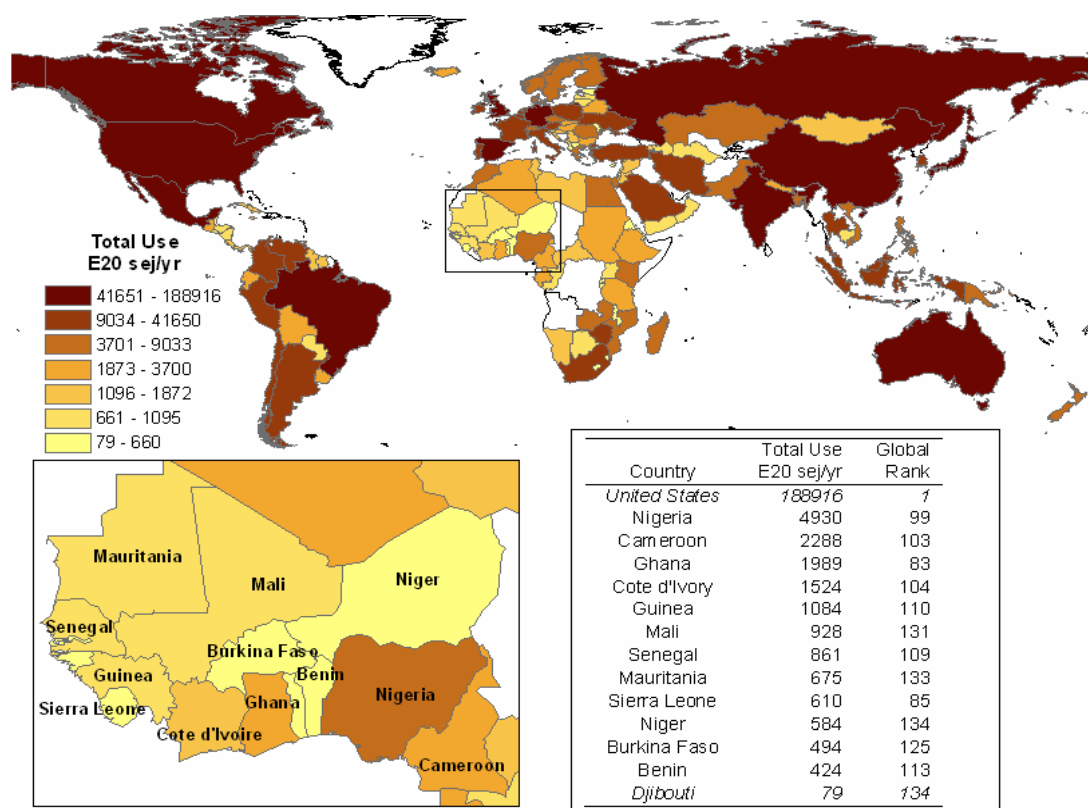 Total Use
E20 sej/yr
41651 - 188916
9034 - 41650
3701 - 9033
1873 - 3700
1096 - 1872
661 - 1095
79 - 660
Mauritania
Mali
Niger
Senegal
Burkina Faso
Benin
Guinea
Nigeria
Ghana
Sierra Leone
Cote d'Ivoire
Cameroon
Total Use Global
Country E20 sej/yr Rank
United States 188916 1
Nigeria 4930 99
Cameroon 2288 103
Ghana 1989 83
Cote d'Ivory 1524 104
Guinea 1084 110
Mali 928 131
Senegal 861 109
Mauritania 675 133
Sierra Leone 610 85
Niger 584 134
Burkina Faso 494 125
Benin 424 113
Djibouti 79 134